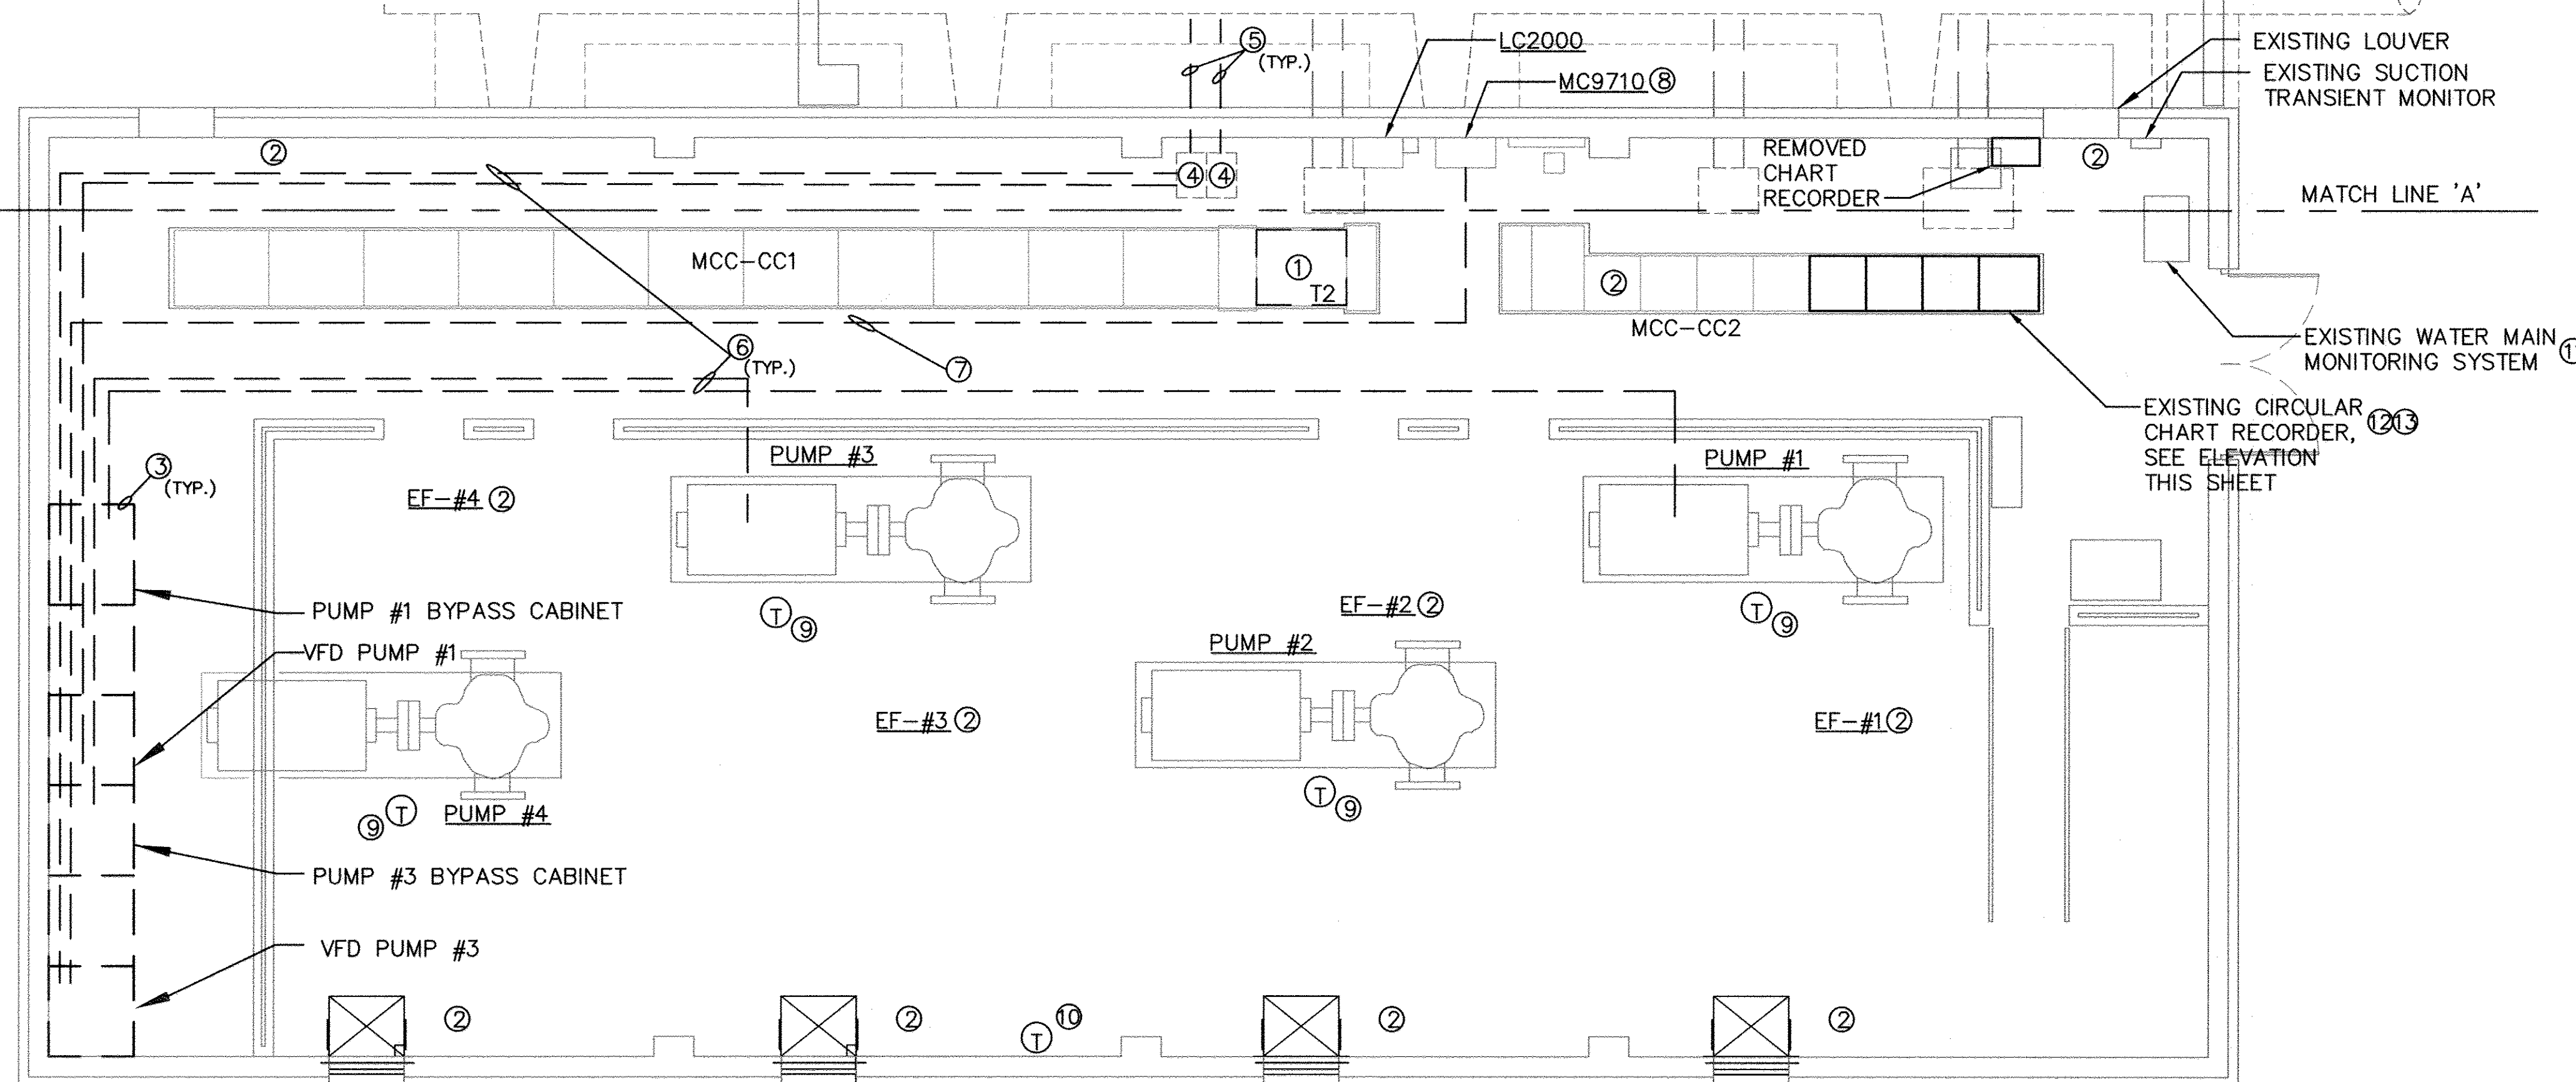 ⑤
(TYP.)
LC2000
MC9710 ⑧
EXISTING LOUVER
EXISTING SUCTION
TRANSIENT MONITOR
②
④ ④
REMOVED
CHART
RECORDER
②
MATCH LINE 'A'
MCC-CC1
①
T2
②
MCC-CC2
EXISTING WATER MAIN
MONITORING SYSTEM
⑥
(TYP.)
⑦
EXISTING CIRCULAR
CHART RECORDER, ⑫⑬
SEE ELEVATION
THIS SHEET
③
(TYP.)
EF-#4 ②
PUMP #3
PUMP #1
PUMP #1 BYPASS CABINET
T ⑨
EF-#2 ②
T ⑨
VFD PUMP #1
PUMP #2
EF-#3 ②
EF-#1 ②
⑨ T
PUMP #4
T ⑨
PUMP #3 BYPASS CABINET
VFD PUMP #3
②
②
T ⑩
②
②